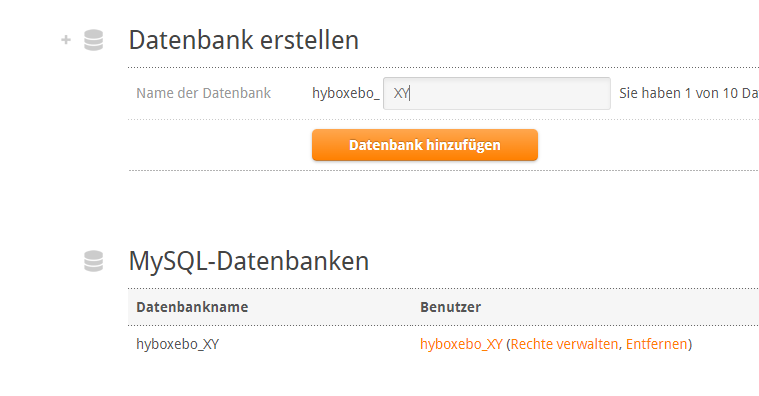 Datenbank erstellen
Name der Datenbank hyboxebo_ XY Sie haben 1 von 10 Da
Datenbank hinzufügen
MySQL-Datenbanken
Datenbankname Benutzer
hyboxebo_XY hyboxebo_XY (Rechte verwalten, Entfernen)